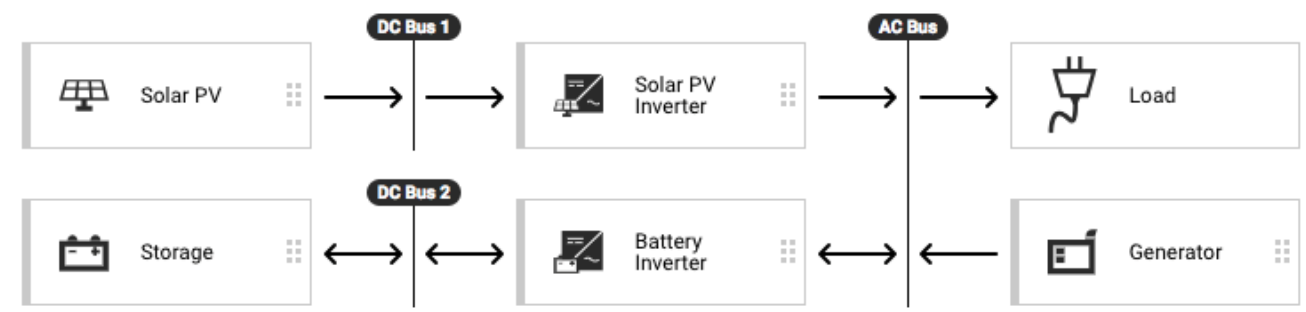 DC Bus 1
AC Bus
Solar PV
Solar PV
Inverter
Load
DC Bus 2
Storage
Battery
Inverter
Generator